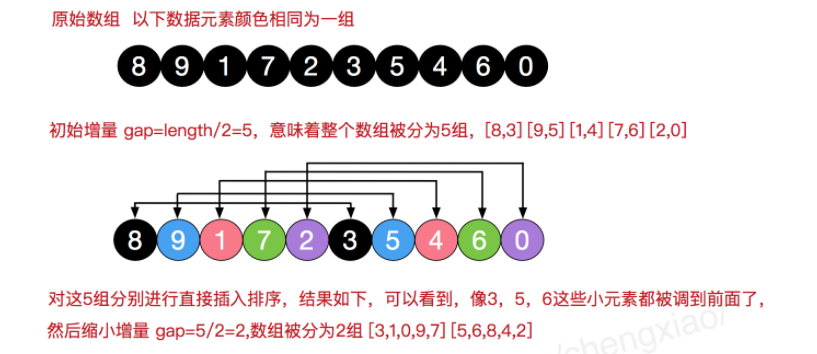 原始数组 以下数据元素颜色相同为一组
8 9 1 7 2 3 5 4 6 0
初始增量 gap=length/2=5，意味着整个数组被分为5组，[8,3][9,5][1,4][7,6][2,0]
8 9 1 7 2 3 5 4 6 0
对这5组分别进行直接插入排序，结果如下，可以看到，像3，5，6这些小元素都被调到前面了，
然后缩小增量 gap=5/2=2,数组被分为2组 [3,1,0,9,7][5,6,8,4,2]
/chengxiao/